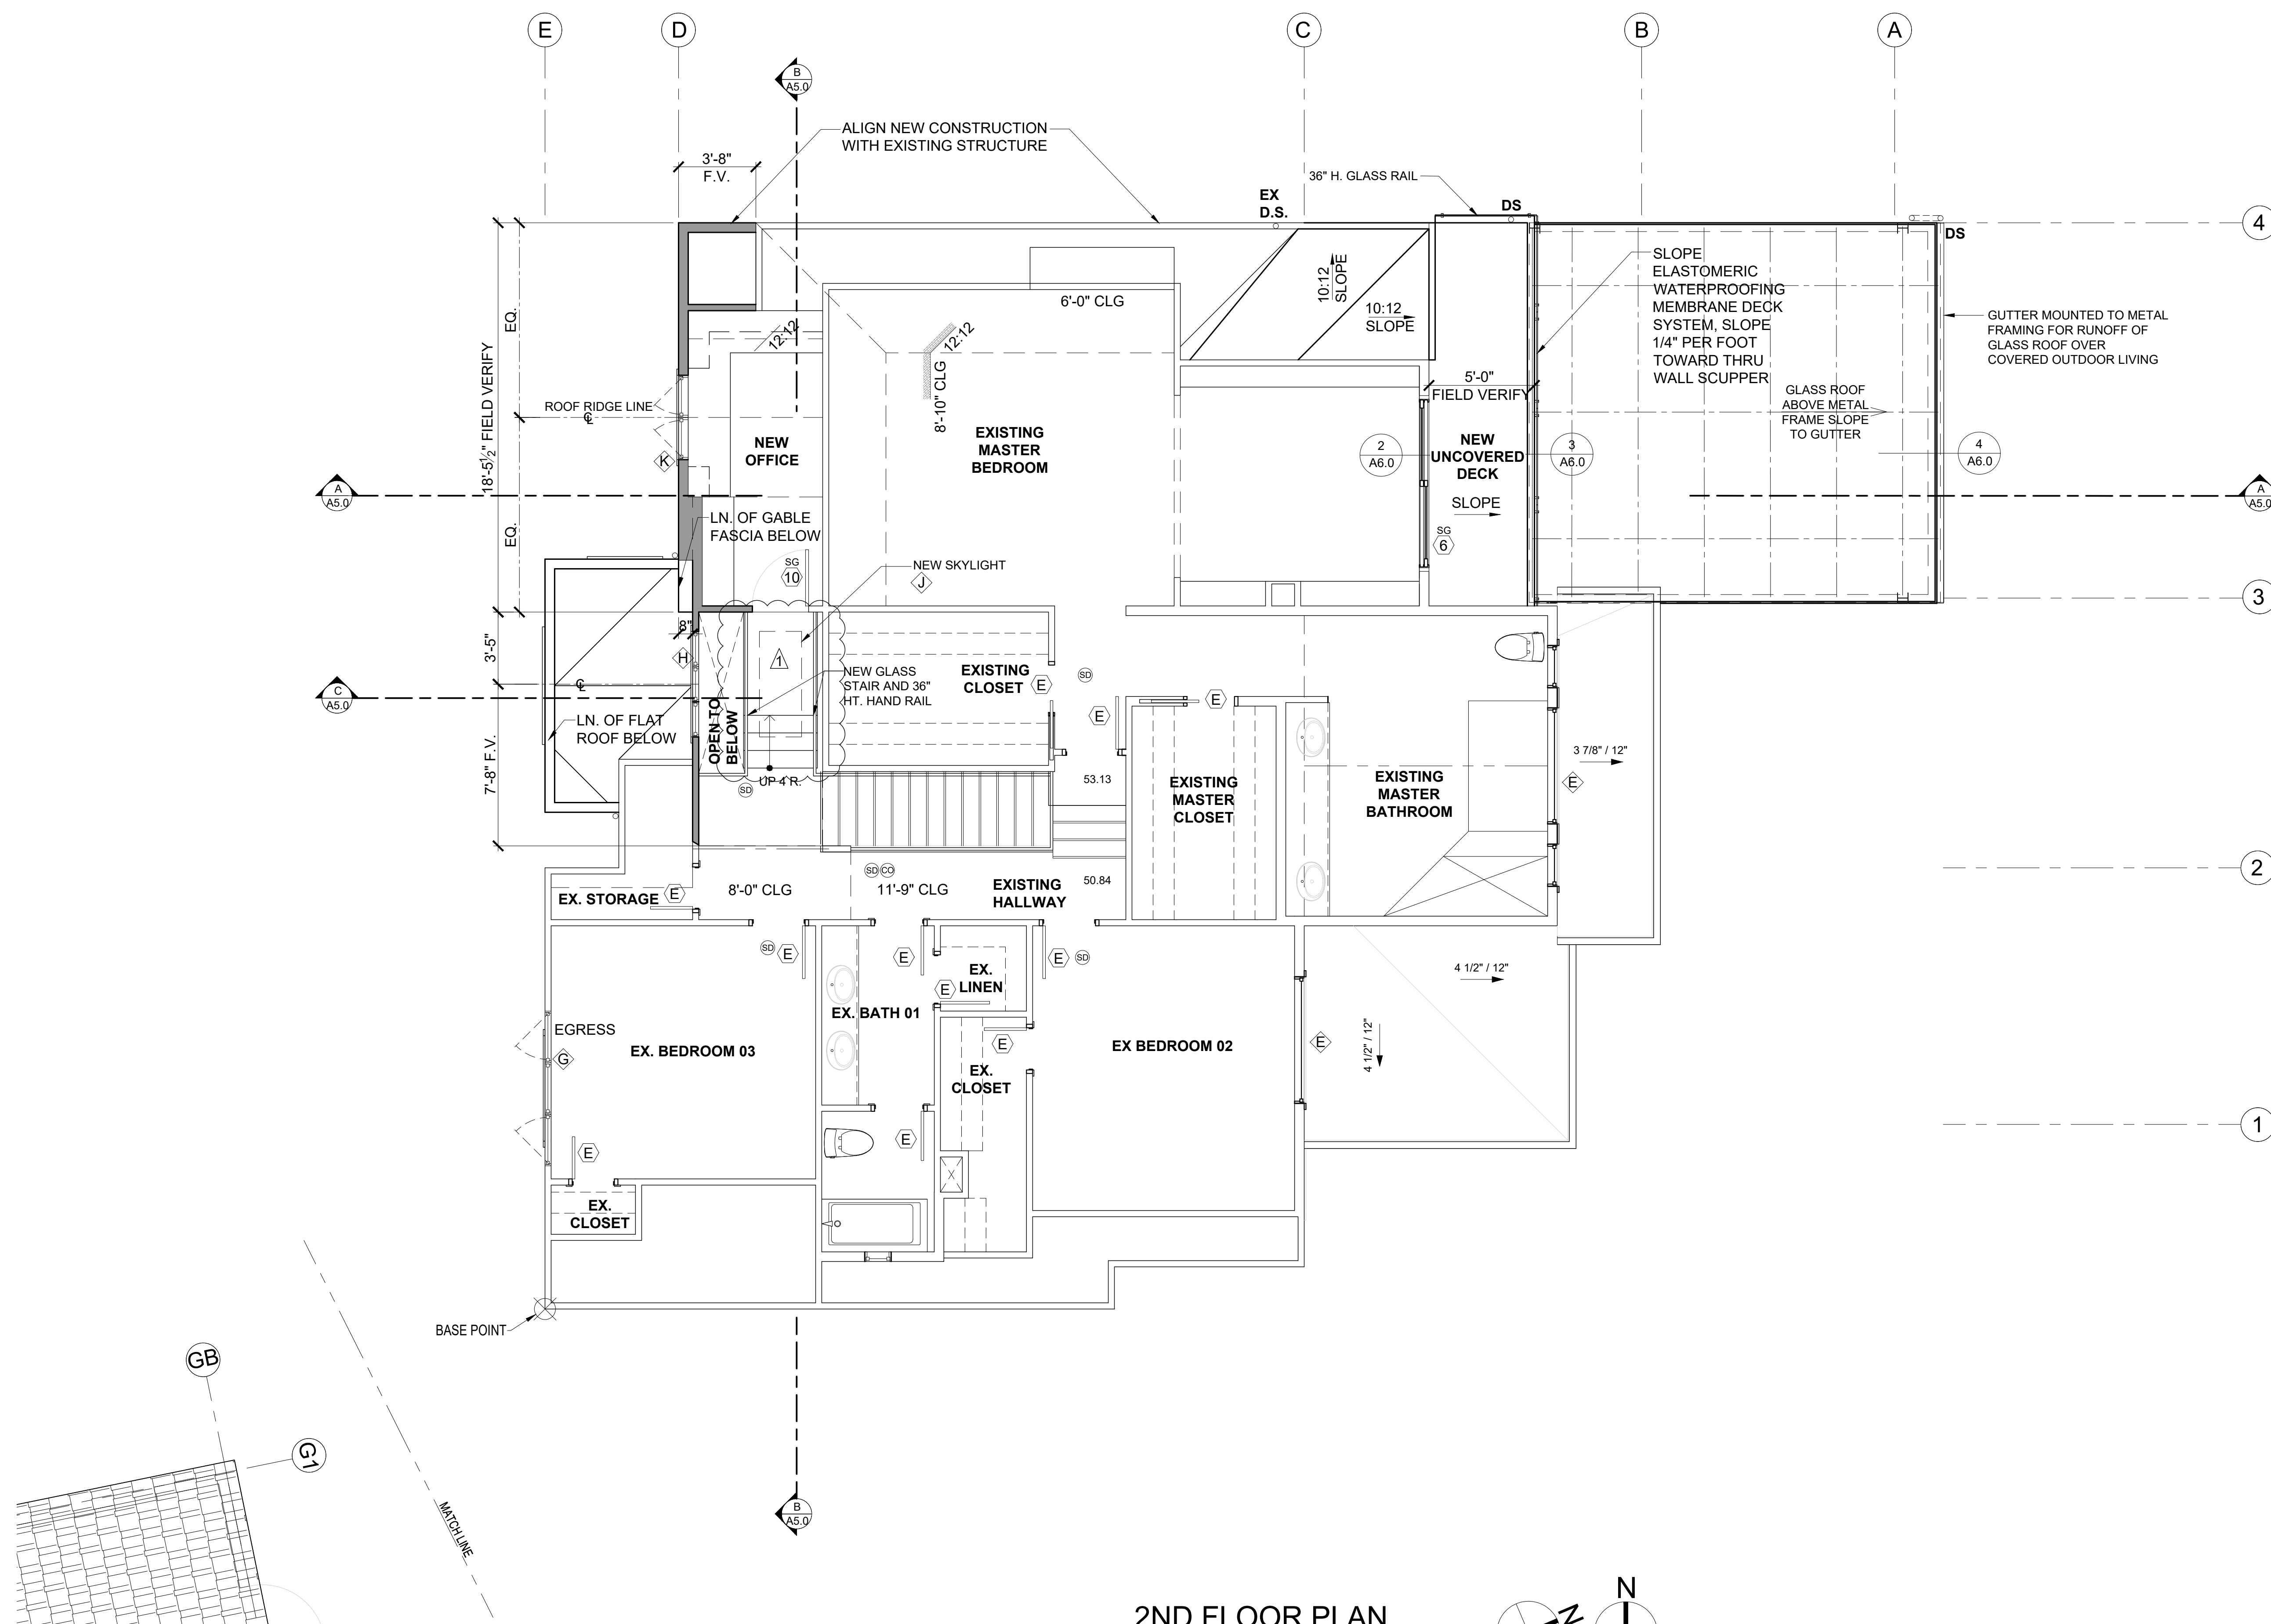 E
D
C
B
A
B
A5.0
ALIGN NEW CONSTRUCTION
WITH EXISTING STRUCTURE
3'-8"
F.V.
36" H. GLASS RAIL
EX
D.S.
DS
4
DS
SLOPE
ELASTOMERIC
WATERPROOFING
MEMBRANE DECK
SYSTEM, SLOPE
1/4" PER FOOT
TOWARD THRU
WALL SCUPPER
10:12
SLOPE
10:12
SLOPE
6'-0" CLG
GUTTER MOUNTED TO METAL
FRAMING FOR RUNOFF OF
GLASS ROOF OVER
COVERED OUTDOOR LIVING
EQ.
12:12
12:12
8'-10" CLG
18'-5½" FIELD VERIFY
5'-0"
FIELD VERIFY
GLASS ROOF
ABOVE METAL
FRAME SLOPE
TO GUTTER
ROOF RIDGE LINE
CL
NEW
OFFICE
EXISTING
MASTER
BEDROOM
NEW
UNCOVERED
DECK
2
A6.0
3
A6.0
4
A6.0
K
A
A5.0
A
A5.0
SLOPE
EQ.
LN. OF GABLE
FASCIA BELOW
SG
6
SG
10
NEW SKYLIGHT
J
3
8"
3'-5"
H
1
NEW GLASS
STAIR AND 36"
HT. HAND RAIL
EXISTING
CLOSET
E
SD
CL
C
A5.0
E
E
LN. OF FLAT
ROOF BELOW
OPEN TO
BELOW
7'-8" F.V.
UP 4 R.
SD
53.13
EXISTING
MASTER
CLOSET
EXISTING
MASTER
BATHROOM
3 7/8" / 12"
E
2
SD
CO
8'-0" CLG
11'-9" CLG
EXISTING
HALLWAY
50.84
EX. STORAGE
E
SD
E
E
E
SD
EX.
LINEN
E
4 1/2" / 12"
EX. BATH 01
EGRESS
G
EX. BEDROOM 03
E
EX.
CLOSET
EX BEDROOM 02
E
4 1/2" / 12"
1
E
E
EX.
CLOSET
BASE POINT
GB
G1
MATCH LINE
B
A5.0
2ND FLOOR PLAN
N
N